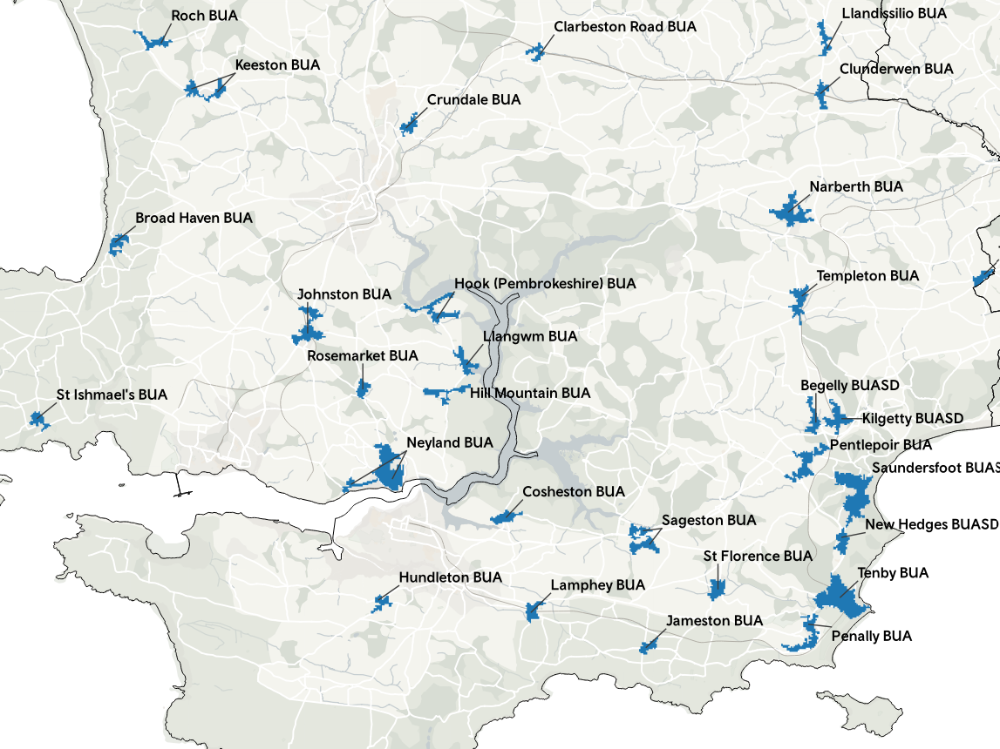 Roch BUA
Llandissilio BUA
Clarbeston Road BUA
Keeston BUA
Clunderwen BUA
Crundale BUA
Narberth BUA
Broad Haven BUA
Templeton BUA
Hook (Pembrokeshire) BUA
Johnston BUA
Llangwm BUA
Rosemarket BUA
Begelly BUASD
Hill Mountain BUA
St Ishmael's BUA
Kilgetty BUASD
Neyland BUA
Pentlepoir BUA
Saundersfoot BUAS
Cosheston BUA
Sageston BUA
New Hedges BUASD
St Florence BUA
Tenby BUA
Hundleton BUA
Lamphey BUA
Jameston BUA
Penally BUA